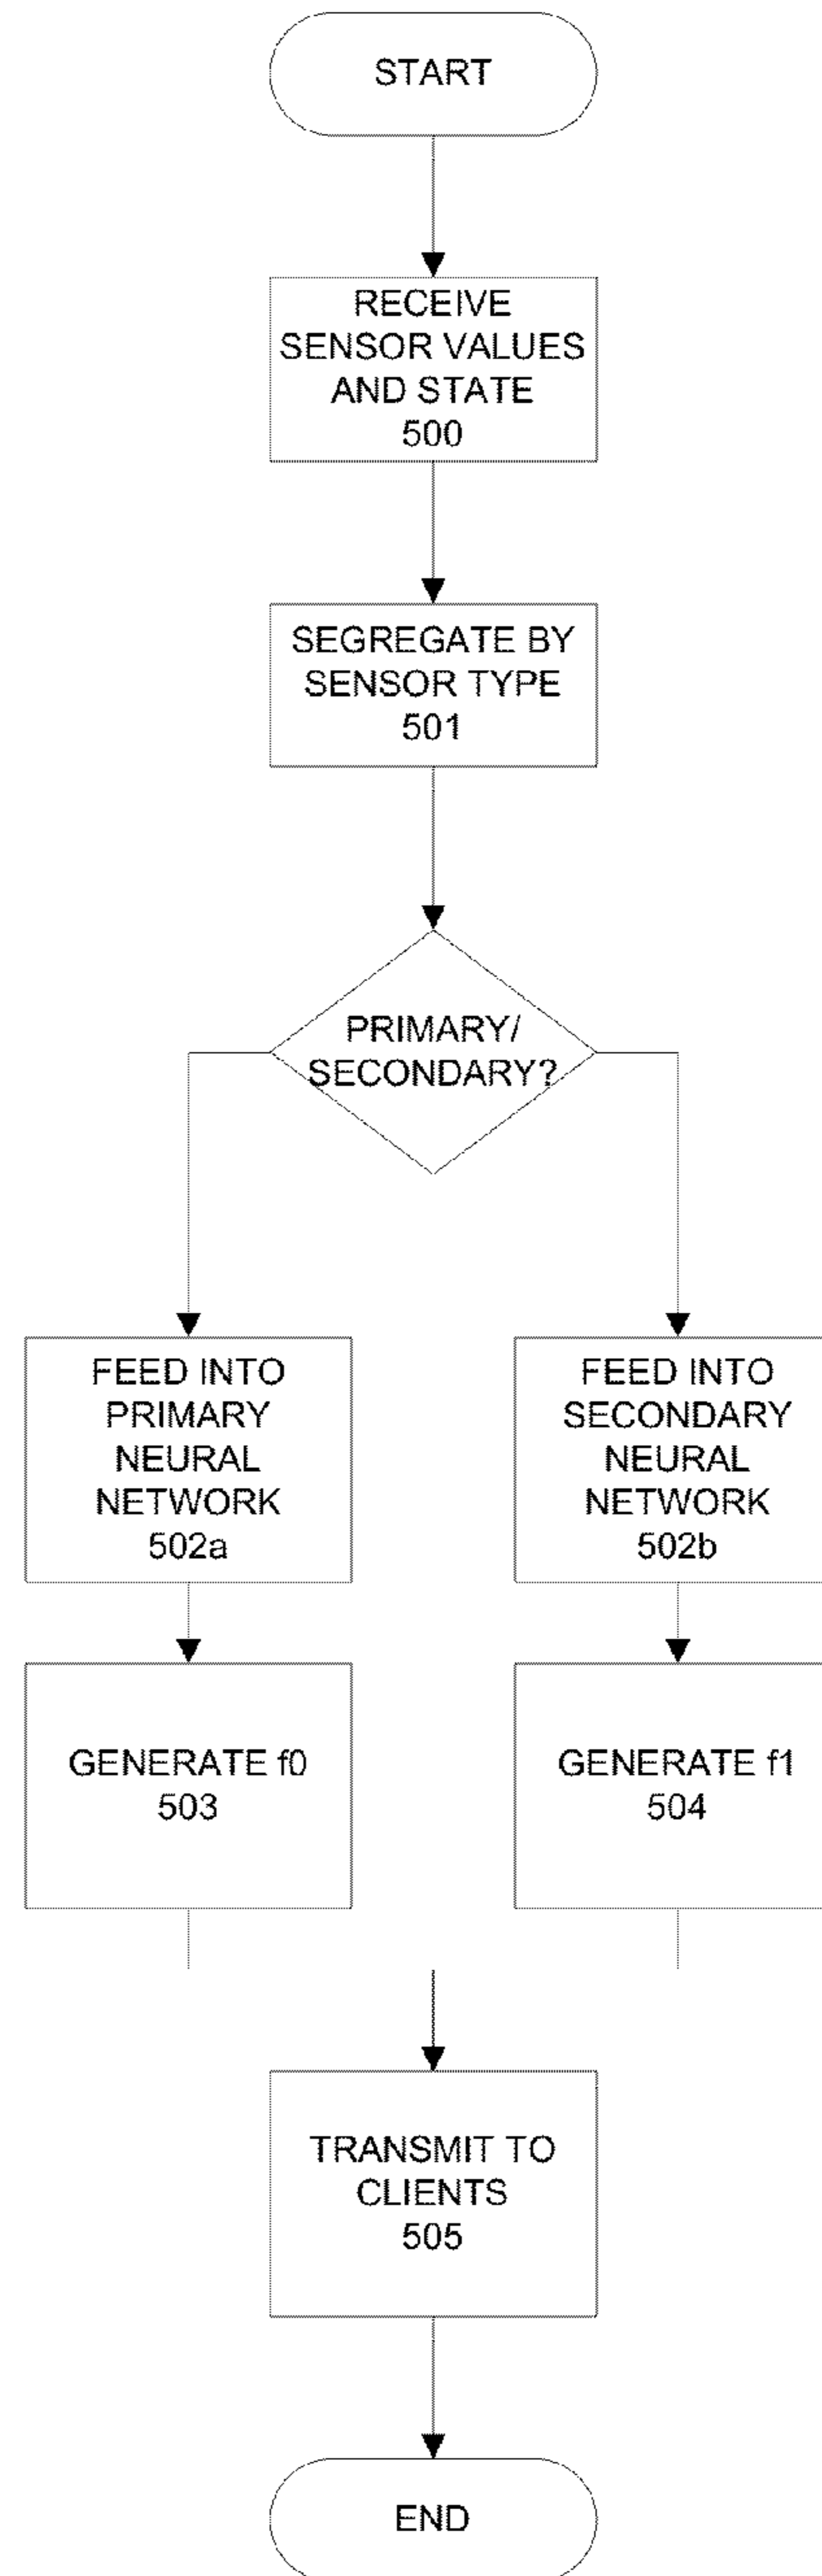 START
RECEIVE
SENSOR VALUES
AND STATE
500
SEGREGATE BY
SENSOR TYPE
501
PRIMARY/
SECONDARY?
FEED INTO
PRIMARY
NEURAL
NETWORK
502a
FEED INTO
SECONDARY
NEURAL
NETWORK
502b
GENERATE f0
503
GENERATE f1
504
TRANSMIT TO
CLIENTS
505
END